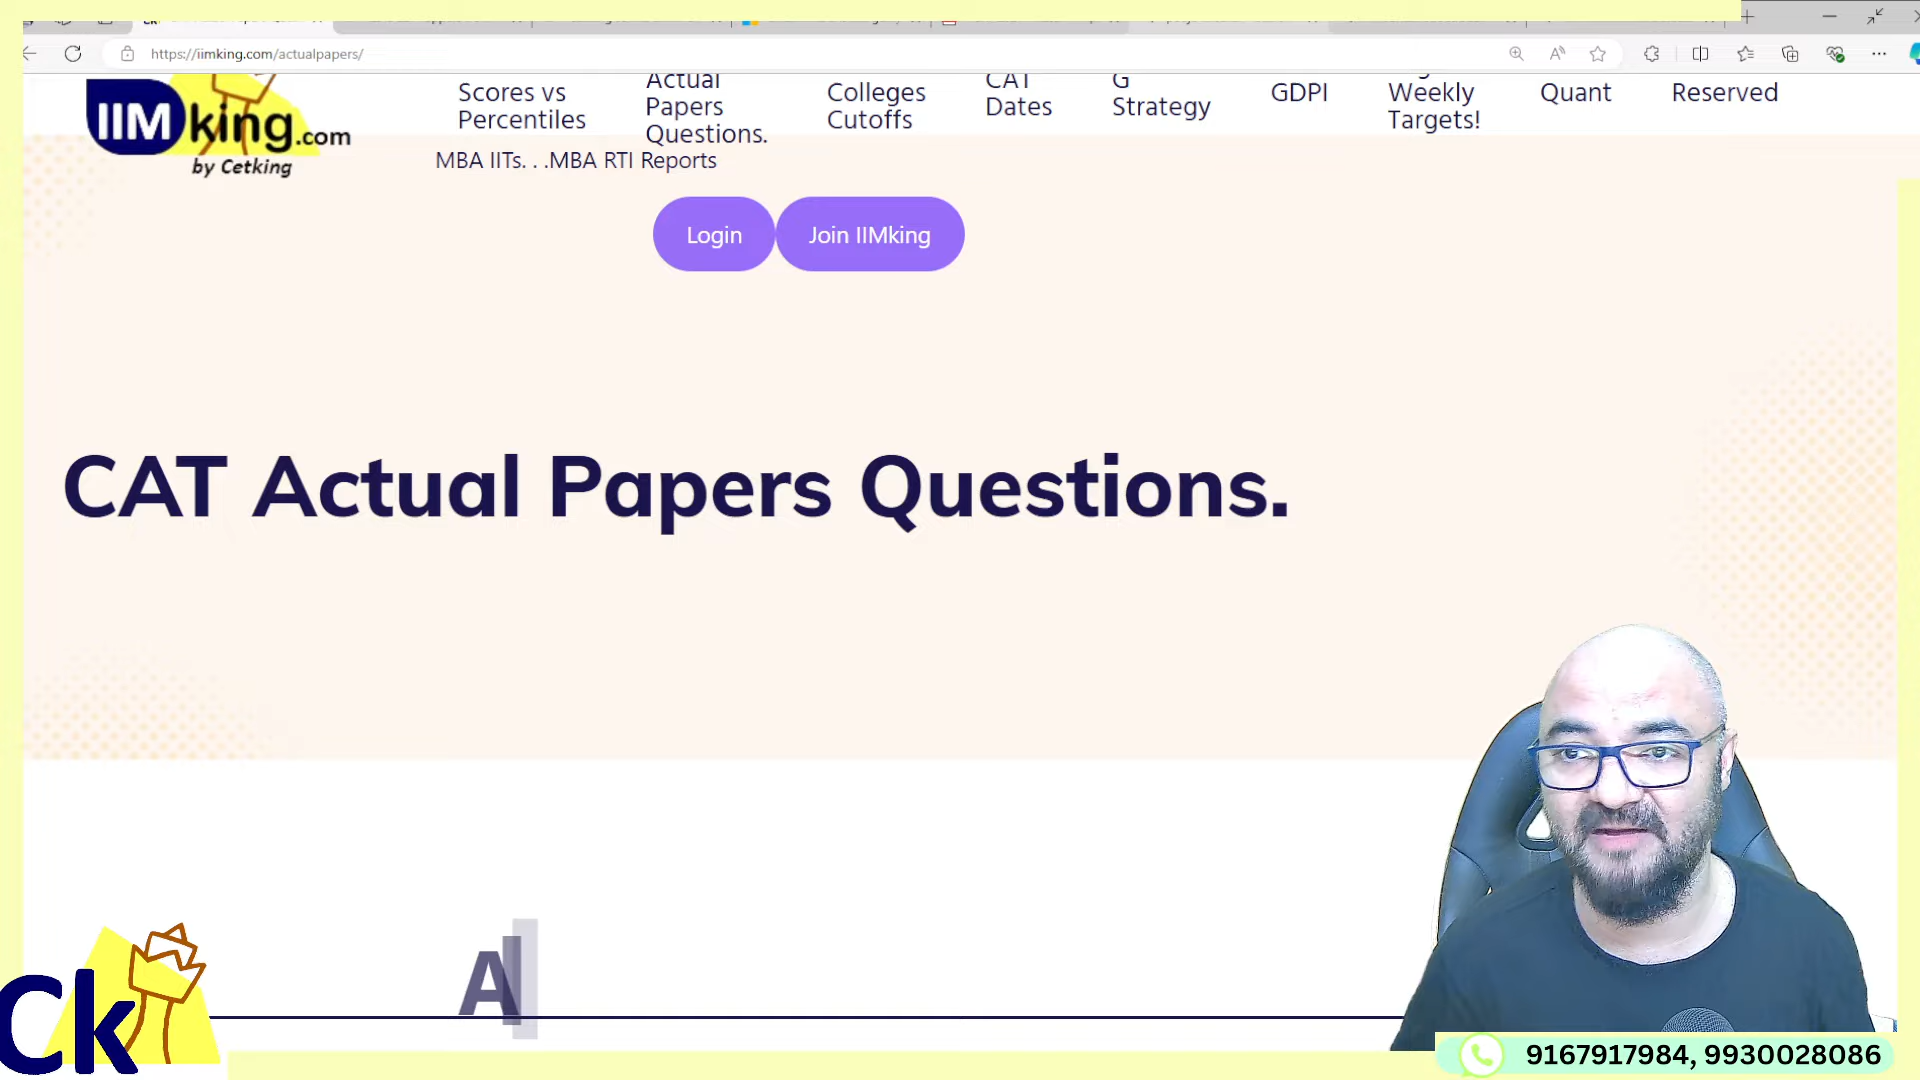 https://iimking.com/actualpapers/
IIMking.com
by Cetking
Scores vs
Percentiles
Actual
Papers
Questions.
Colleges
Cutoffs
CAT
Dates
G
Strategy
GDPI
Weekly
Targets!
Quant
Reserved
MBA IITs. . .MBA RTI Reports
Login
Join IIMking
CAT Actual Papers Questions.
A
Ck
9167917984, 9930028086